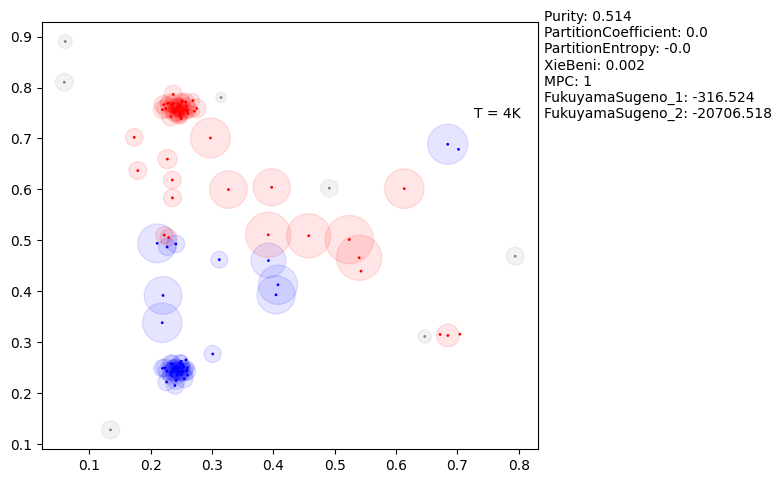 Purity: 0.514
PartitionCoefficient: 0.0
PartitionEntropy: -0.0
XieBeni: 0.002
MPC: 1
FukuyamaSugeno_1: -316.524
FukuyamaSugeno_2: -20706.518
T = 4K
0.9
0.8
0.7
0.6
0.5
0.4
0.3
0.2
0.1
0.1 0.2 0.3 0.4 0.5 0.6 0.7 0.8